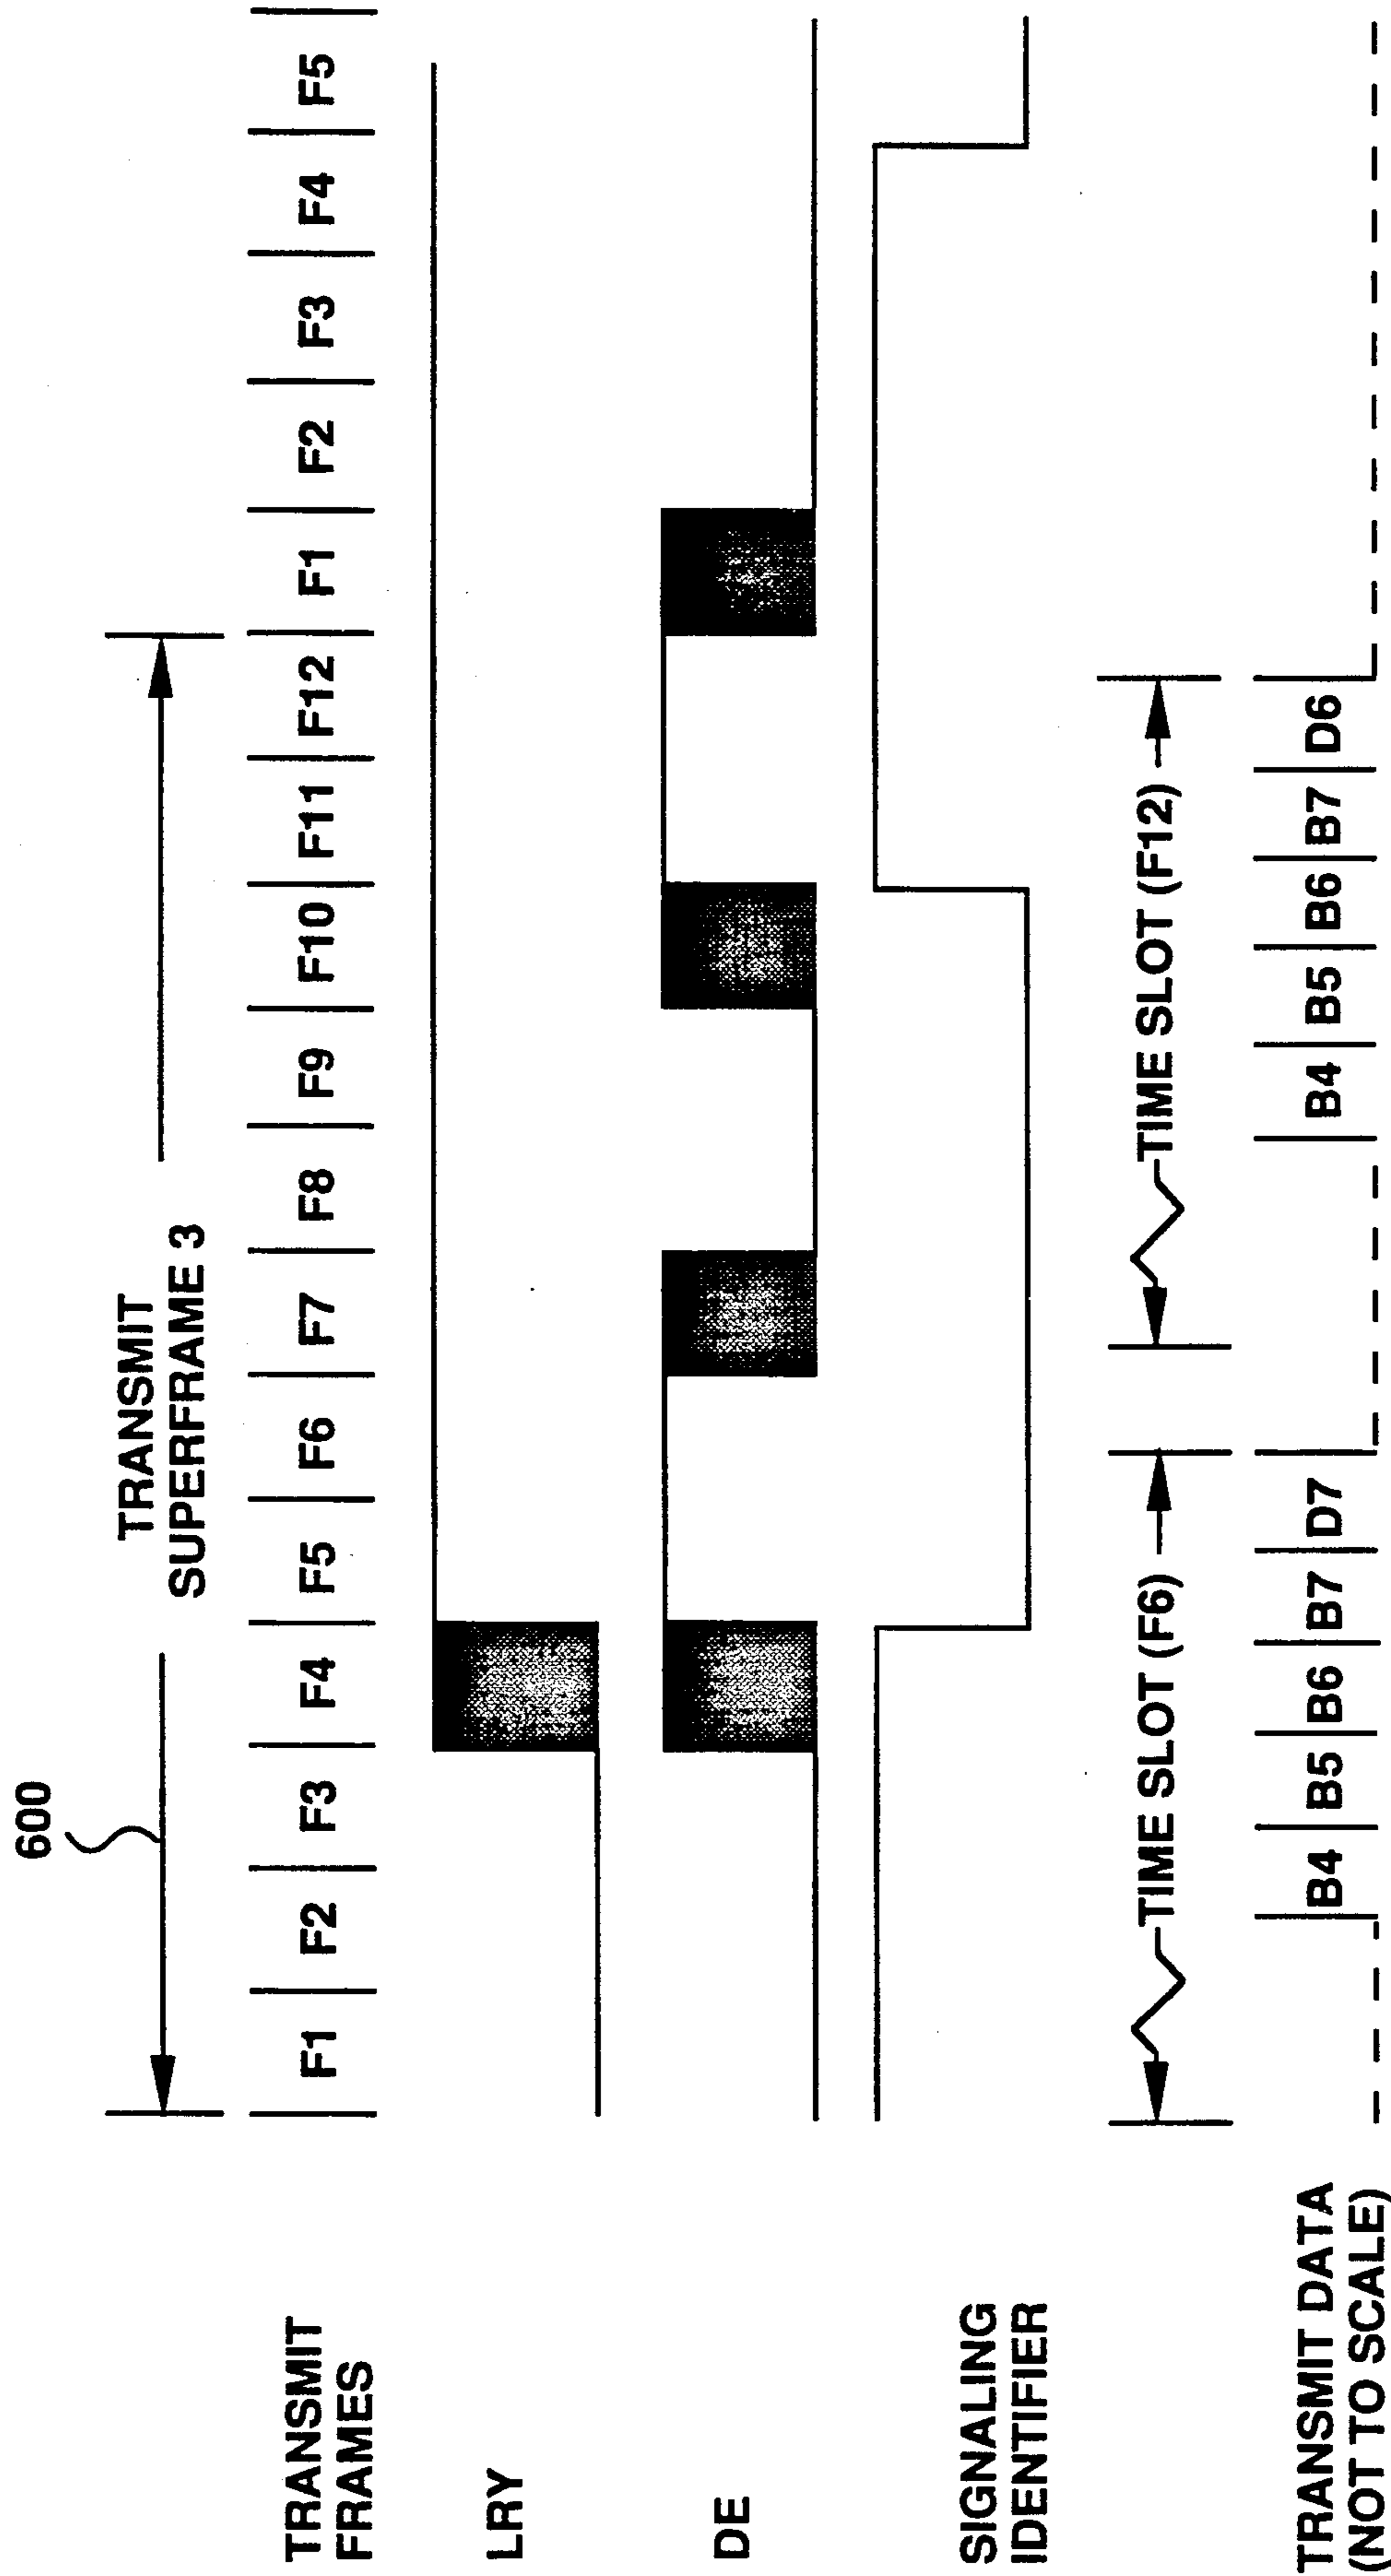 600
TRANSMIT
SUPERFRAME 3
TRANSMIT
FRAMES
F1 F2 F3 F4 F5 F6 F7 F8 F9 F10 F11 F12 F1 F2 F3 F4 F5
LRY
DE
SIGNALING
IDENTIFIER
TIME SLOT (F6)
TIME SLOT (F12)
TRANSMIT DATA
(NOT TO SCALE)
B4 B5 B6 B7 D7
B4 B5 B6 B7 D6